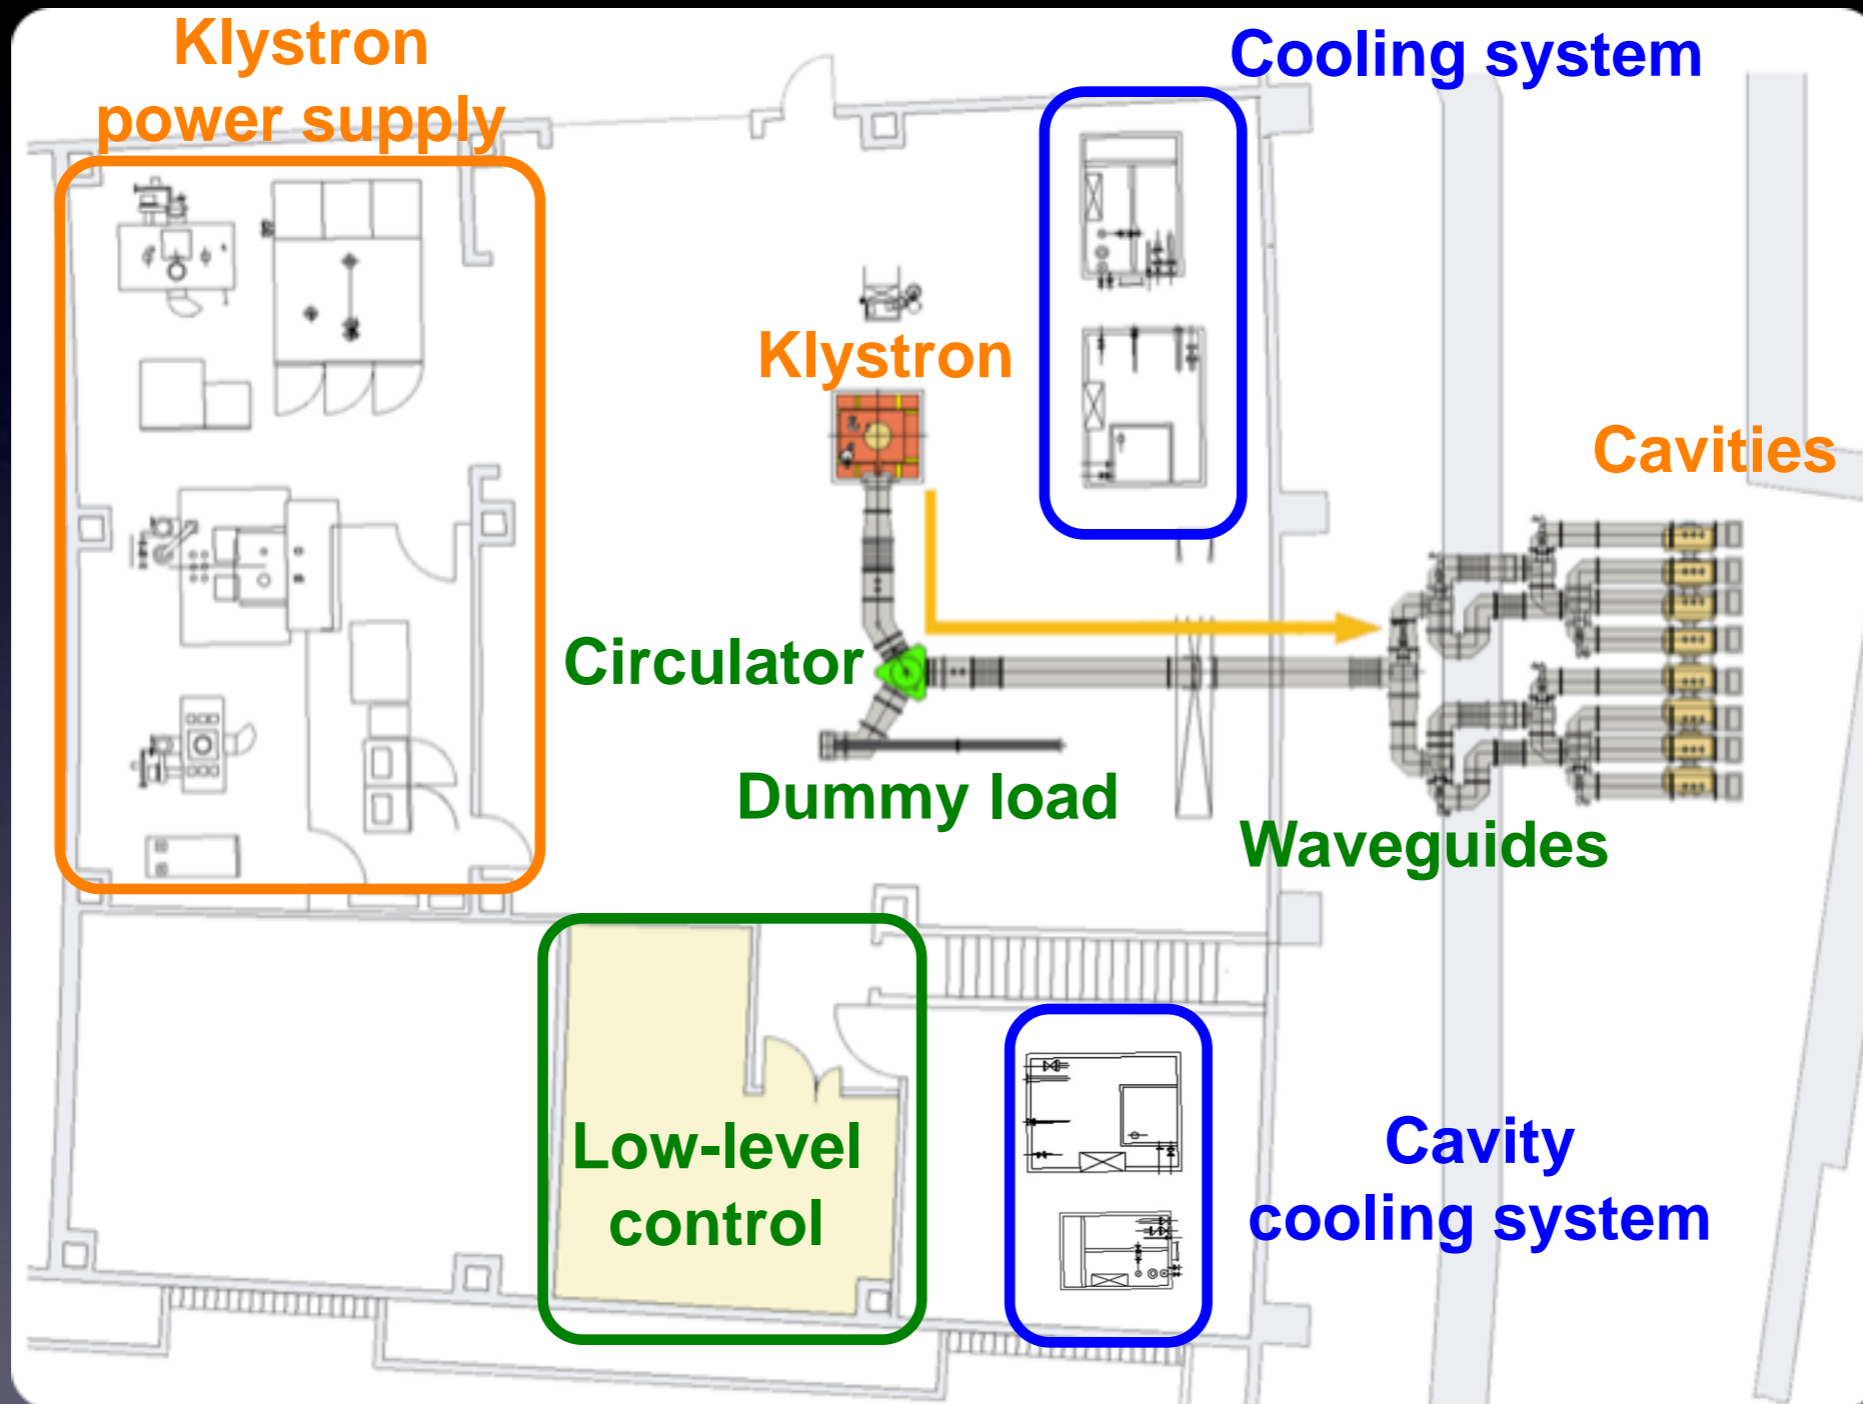 Klystron
power supply
Cooling system
Klystron
Cavities
Circulator
Dummy load
Waveguides
Low-level
control
Cavity
cooling system